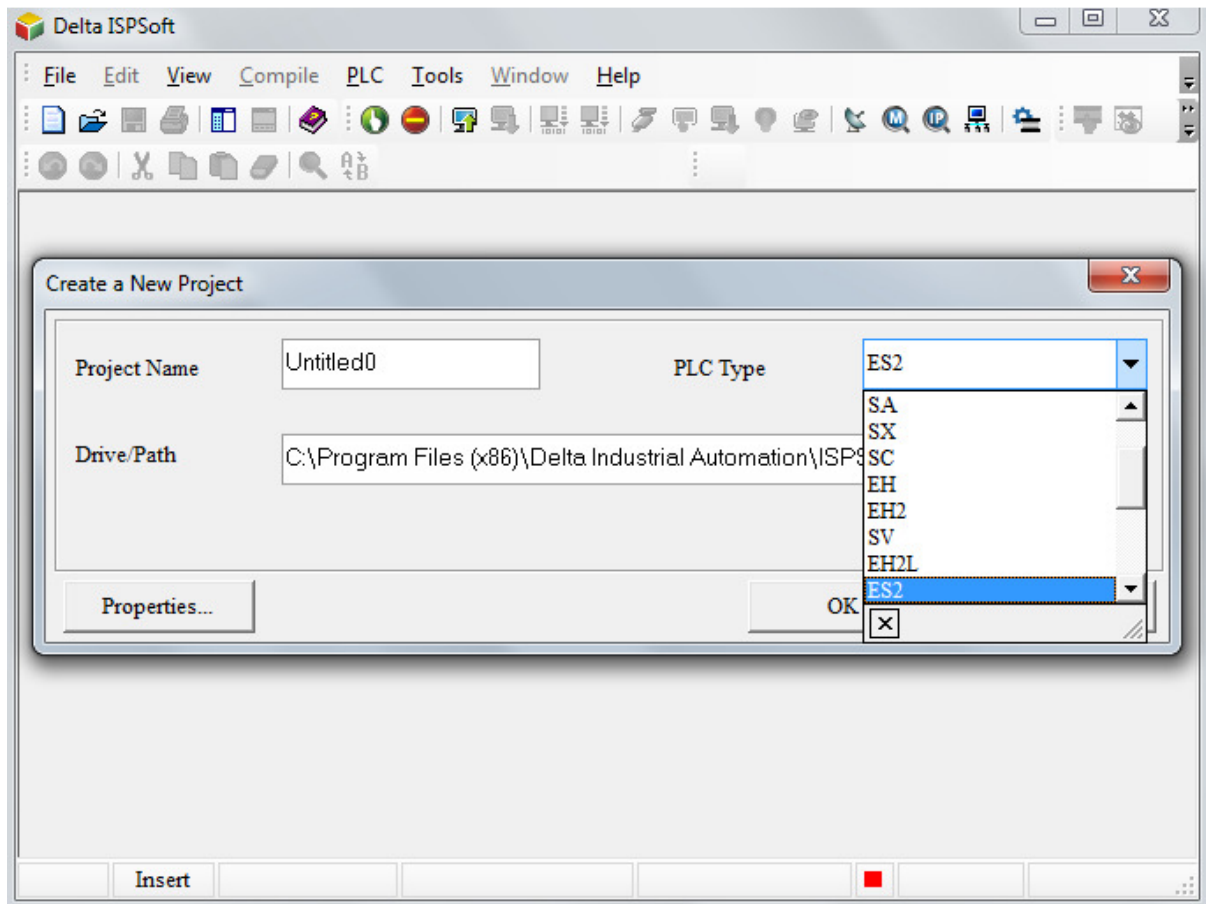 Delta ISPSoft
File Edit View Compile PLC Tools Window Help
Create a New Project
Project Name Untitled0 PLC Type ES2
SA
SX
Drive/Path C:\Program Files (x86)\Delta Industrial Automation\ISPS
SC
EH
EH2
SV
EH2L
ES2
Properties... OK
Insert